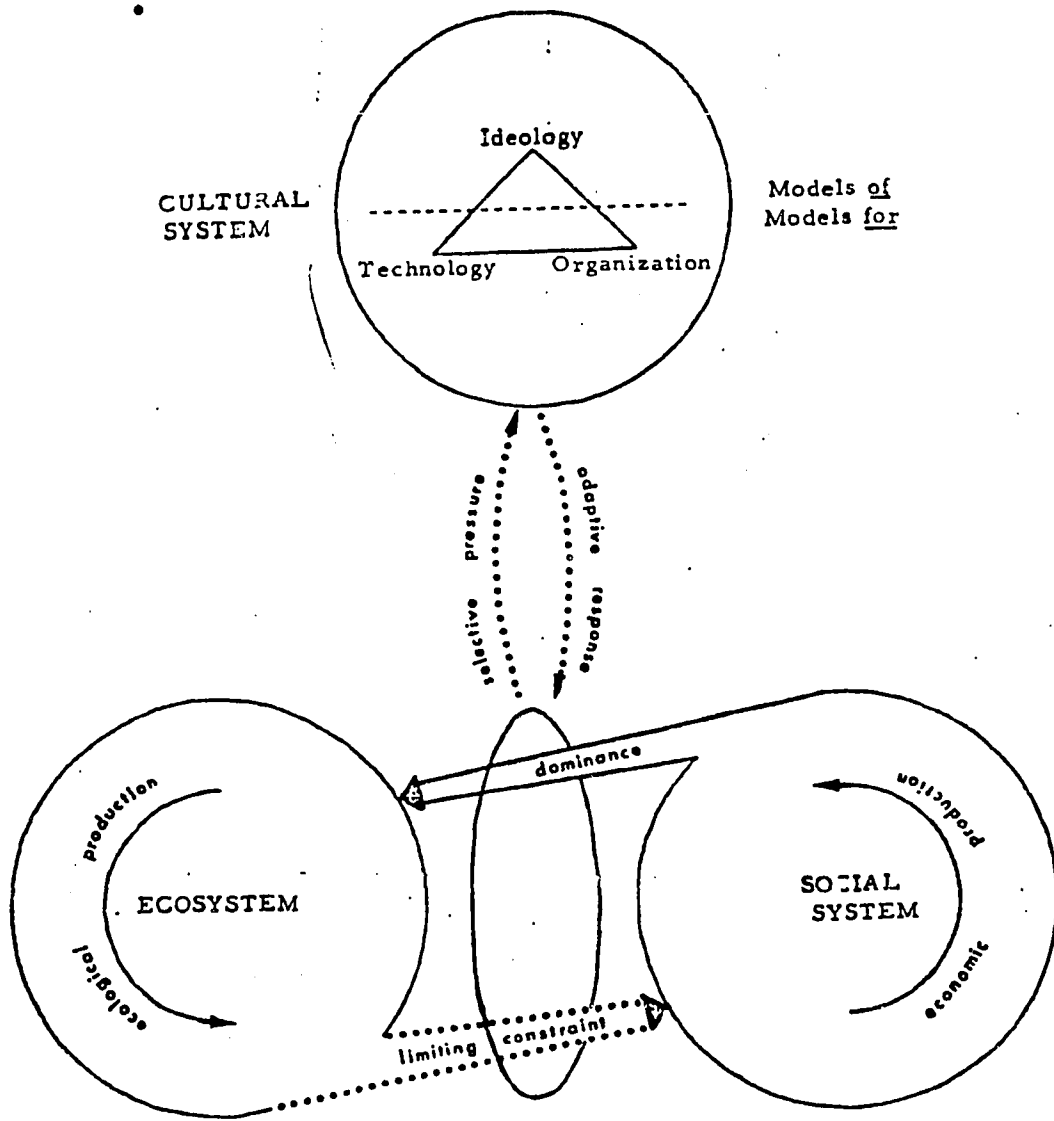 Ideology
CULTURAL
SYSTEM
Models of
Models for
Technology
Organization
selective pressure
adaptive response
dominance
ecological production
ECOSYSTEM
SOCIAL
SYSTEM
economic production
limiting constraint